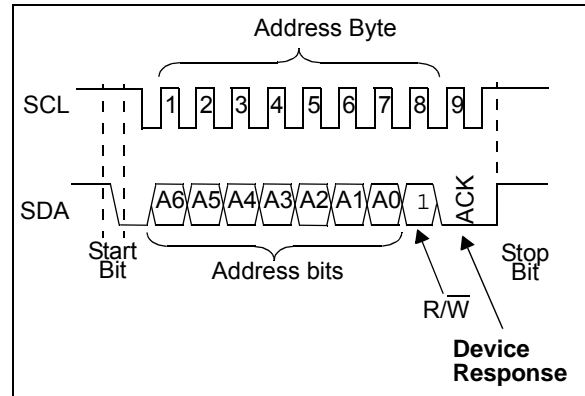 Address Byte
SCL 1 2 3 4 5 6 7 8 9
SDA A6 A5 A4 A3 A2 A1 A0 1 ACK
Start
Bit
Address bits
Stop
Bit
R/W̅
Device
Response